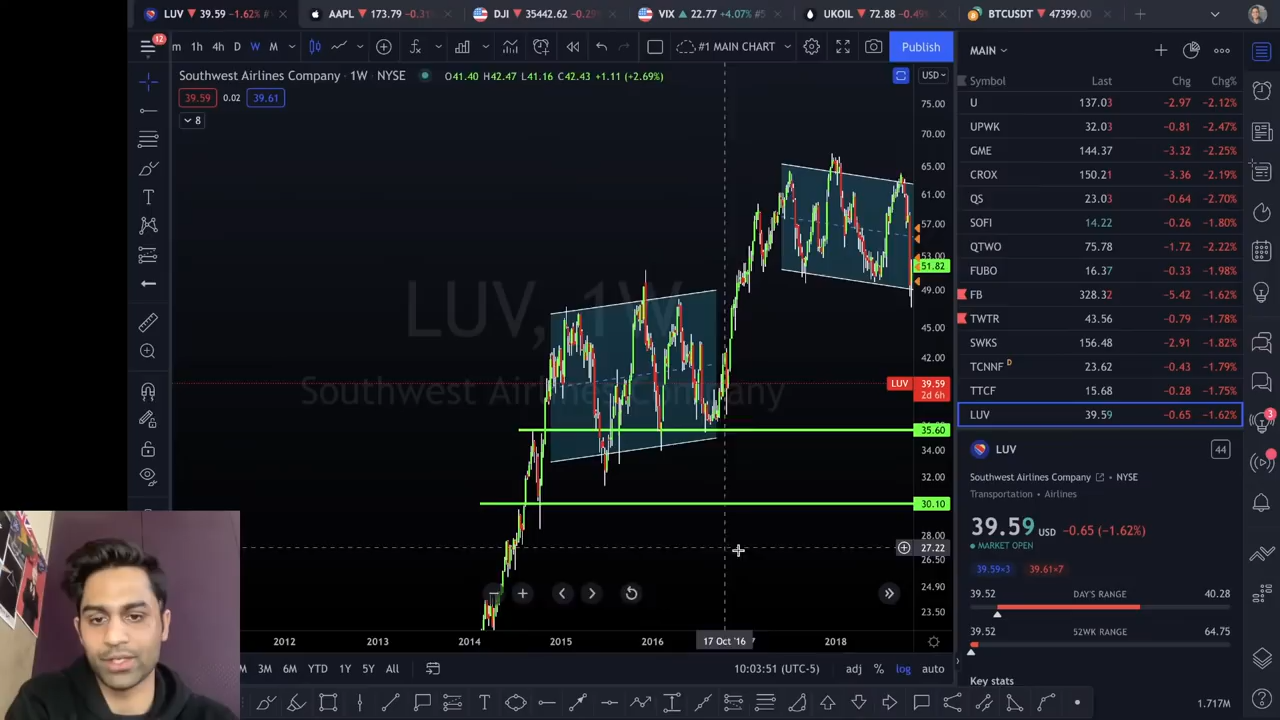 LUV ▼ 39.59 −1.62%
AAPL ▼ 173.79 −0.31
DJI ▼ 35442.62 −0.29
VIX ▲ 22.77 +4.07%
UKOIL ▼ 72.88 −0.49
BTCUSDT ▼ 47399.00
12
m 1h 4h D W M
#1 MAIN CHART
Publish
MAIN
Southwest Airlines Company · 1W · NYSE
O41.40 H42.47 L41.16 C42.43 +1.11 (+2.69%)
USD
39.59 0.02 39.61
8
Symbol Last Chg Chg%
U 137.03 −2.97 −2.12%
UPWK 32.03 −0.81 −2.47%
GME 144.37 −3.32 −2.25%
CROX 150.21 −3.36 −2.19%
QS 23.03 −0.64 −2.70%
SOFI 14.22 −0.26 −1.80%
QTWO 75.78 −1.72 −2.22%
FUBO 16.37 −0.33 −1.98%
FB 328.32 −5.42 −1.62%
TWTR 43.56 −0.79 −1.78%
SWKS 156.48 −2.91 −1.82%
TCNNF D 23.62 −0.43 −1.79%
TTCF 15.68 −0.28 −1.75%
LUV 39.59 −0.65 −1.62%
75.00
70.00
65.00
61.00
57.00
53.00
51.82
49.00
45.00
42.00
LUV 39.59
2d 6h
35.60
34.00
32.00
30.10
28.00
27.22
26.50
24.90
23.50
LUV, 1W
Southwest Airlines Company
LUV
44
Southwest Airlines Company · NYSE
Transportation · Airlines
39.59 USD −0.65 (−1.62%)
MARKET OPEN
39.59×3 39.61×7
39.52 DAY'S RANGE 40.28
39.52 52WK RANGE 64.75
Key stats
1.717M
3
2012 2013 2014 2015 2016 17 Oct '16 2018
3M 6M YTD 1Y 5Y All
10:03:51 (UTC-5) adj % log auto